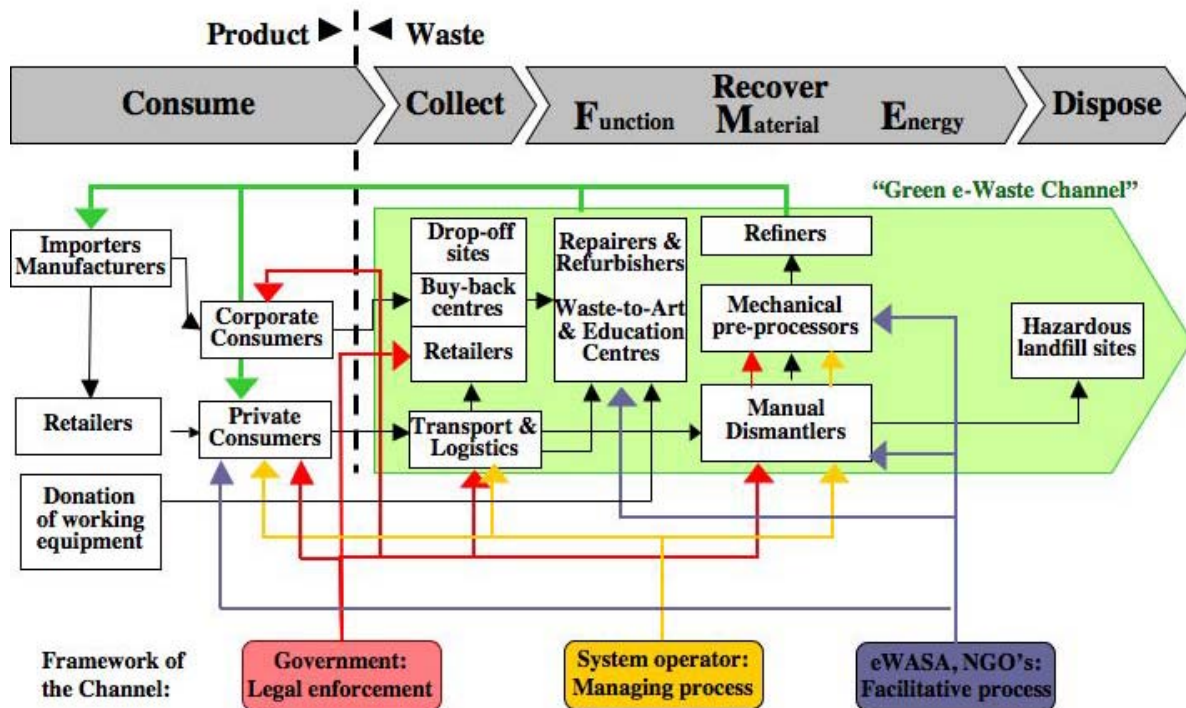 Product
Waste
Consume
Collect
Recover
Function
Material
Energy
Dispose
“Green e-Waste Channel”
Importers
Manufacturers
Corporate
Consumers
Retailers
Private
Consumers
Donation
of working
equipment
Drop-off
sites
Buy-back
centres
Retailers
Transport &
Logistics
Repairers &
Refurbishers
Waste-to-Art
& Education
Centres
Refiners
Mechanical
pre-processors
Manual
Dismantlers
Hazardous
landfill sites
Framework of
the Channel:
Government:
Legal enforcement
System operator:
Managing process
eWASA, NGO’s:
Facilitative process